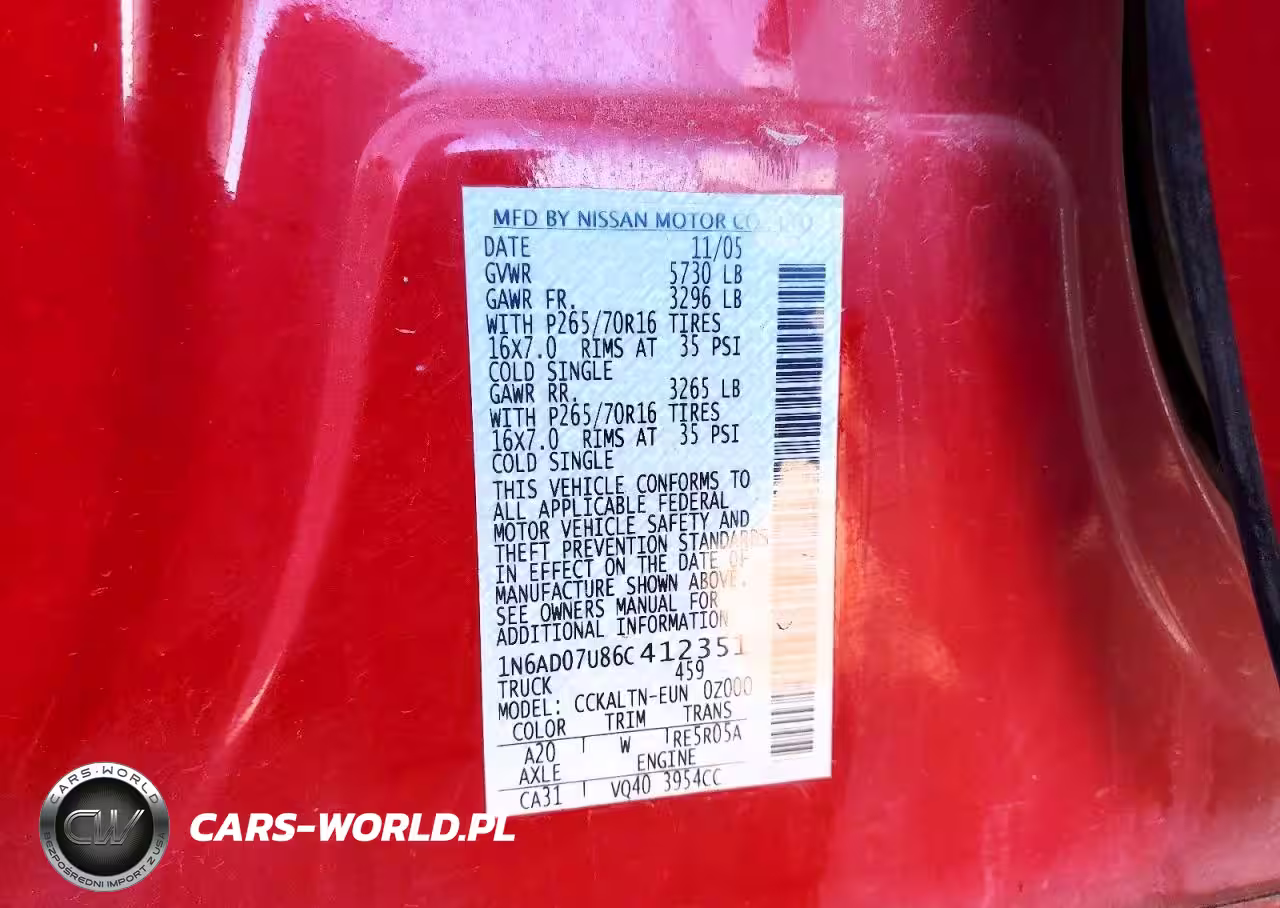 MFD BY NISSAN MOTOR CO., LTD
DATE 11/05
GVWR 5730 LB
GAWR FR. 3296 LB
WITH P265/70R16 TIRES
16X7.0 RIMS AT 35 PSI
COLD SINGLE
GAWR RR. 3265 LB
WITH P265/70R16 TIRES
16X7.0 RIMS AT 35 PSI
COLD SINGLE
THIS VEHICLE CONFORMS TO
ALL APPLICABLE FEDERAL
MOTOR VEHICLE SAFETY AND
THEFT PREVENTION STANDARDS
IN EFFECT ON THE DATE OF
MANUFACTURE SHOWN ABOVE.
SEE OWNERS MANUAL FOR
ADDITIONAL INFORMATION
1N6AD07U86C412351
TRUCK 459
MODEL: CCKALTN-EUN 0Z000
COLOR TRIM TRANS
A20 W RE5R05A
AXLE ENGINE
CA31 VQ40 3954CC
CARS-WORLD
CW
BEZPOŚREDNI IMPORT Z USA
CARS-WORLD.PL